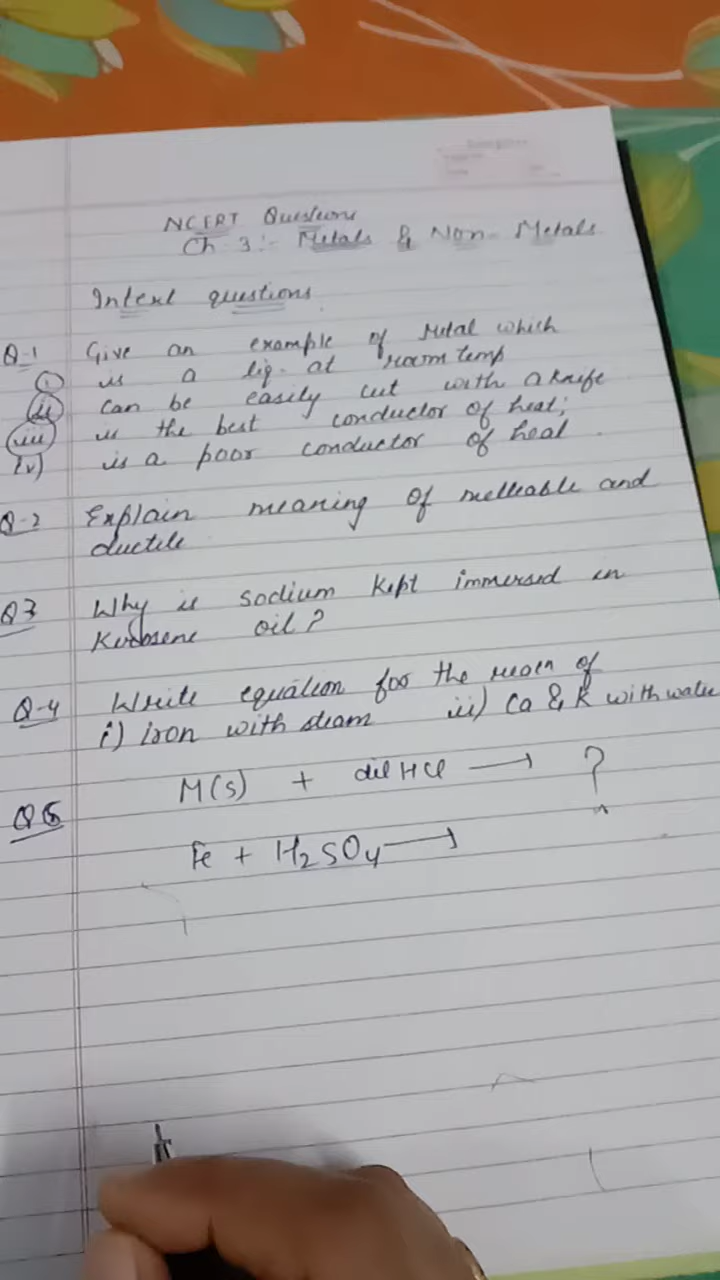 NCERT Questions
Ch 3:- Metals & Non-Metals
Intext questions
Q-1 Give an example of Metal which
i is a liq. at room temp
ii can be easily cut with a knife
iii is the best conductor of heat;
iv) is a poor conductor of heat.
Q-2 Explain meaning of melleable and
ductile
Q3 Why is sodium kept immersed in
Kerosene oil?
Q-4 Write equation for the reacn of
i) iron with steam ii) Ca & K with water
Q5 M(s) + dil HCl ⟶ ?
Fe + H2SO4 ⟶